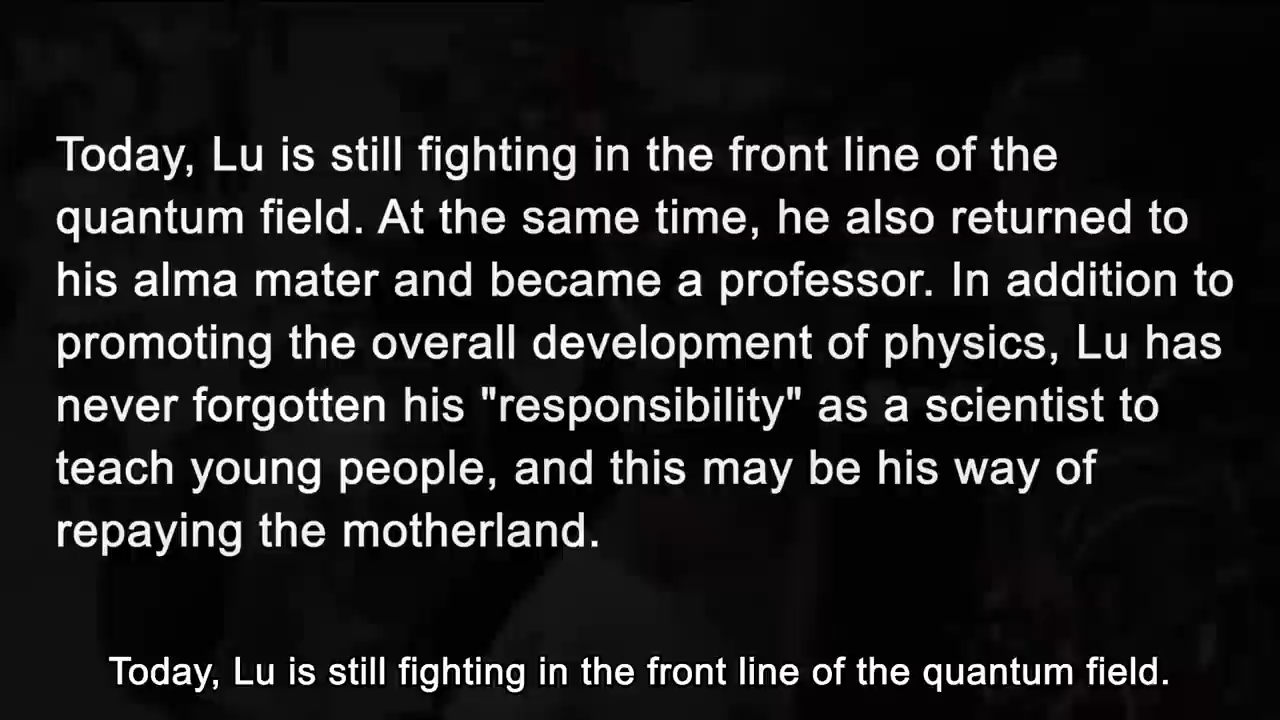 Today, Lu is still fighting in the front line of the
quantum field. At the same time, he also returned to
his alma mater and became a professor. In addition to
promoting the overall development of physics, Lu has
never forgotten his "responsibility" as a scientist to
teach young people, and this may be his way of
repaying the motherland.
Today, Lu is still fighting in the front line of the quantum field.